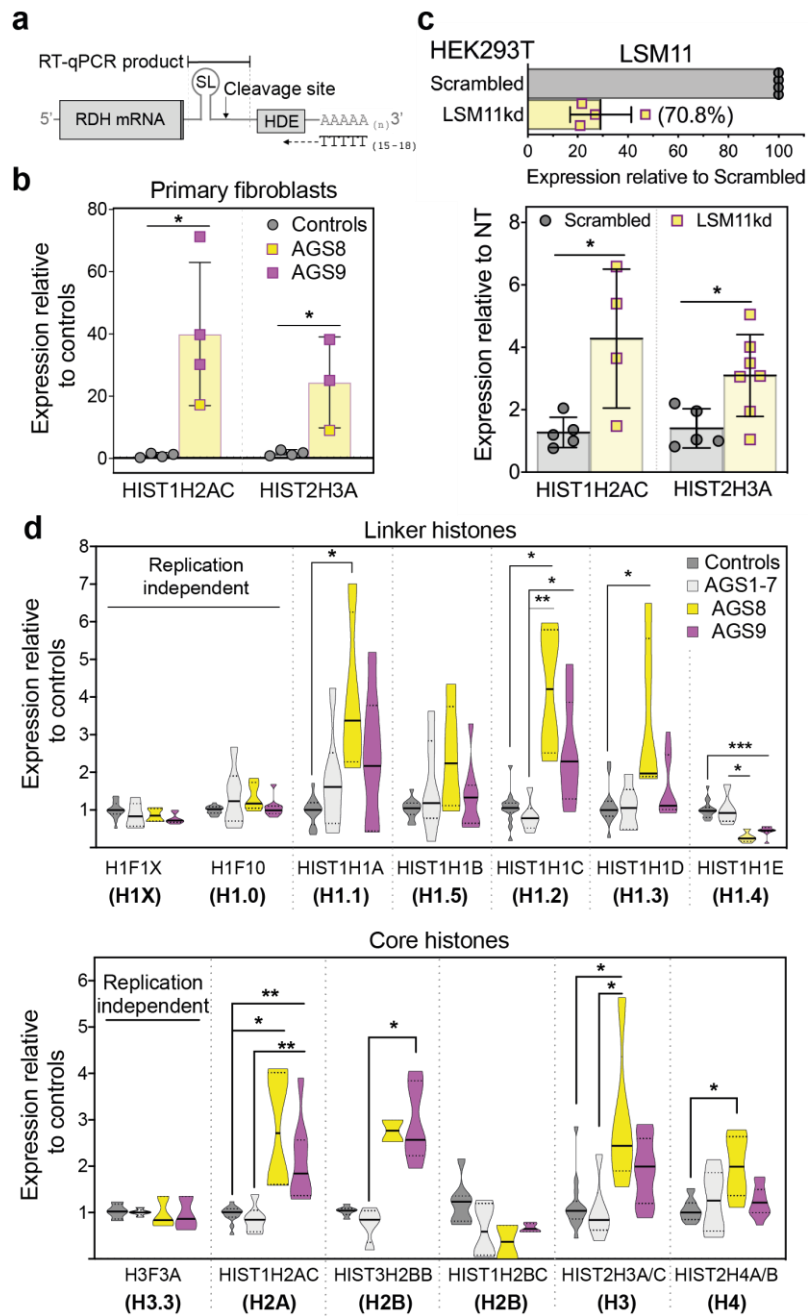 a
RT-qPCR product
SL
Cleavage site
5'
RDH mRNA
HDE
AAAAA (n) 3'
TTTTT (15-18)
b
Primary fibroblasts
80
60
40
20
0
Expression relative
to controls
*
*
Controls
AGS8
AGS9
HIST1H2AC
HIST2H3A
c
HEK293T
LSM11
Scrambled
LSM11kd
(70.8%)
0 20 40 60 80 100
Expression relative to Scrambled
Scrambled
LSM11kd
8
6
4
2
0
Expression relative to NT
*
*
HIST1H2AC
HIST2H3A
d
Linker histones
8
7
6
5
4
3
2
1
Expression relative
to controls
Replication
independent
Controls
AGS1-7
AGS8
AGS9
*
*
*
**
*
***
*
H1F1X H1F10 HIST1H1A HIST1H1B HIST1H1C HIST1H1D HIST1H1E
(H1X) (H1.0) (H1.1) (H1.5) (H1.2) (H1.3) (H1.4)
Core histones
6
5
4
3
2
1
Expression relative
to controls
Replication
independent
**
*
**
*
*
*
*
H3F3A HIST1H2AC HIST3H2BB HIST1H2BC HIST2H3A/C HIST2H4A/B
(H3.3) (H2A) (H2B) (H2B) (H3) (H4)